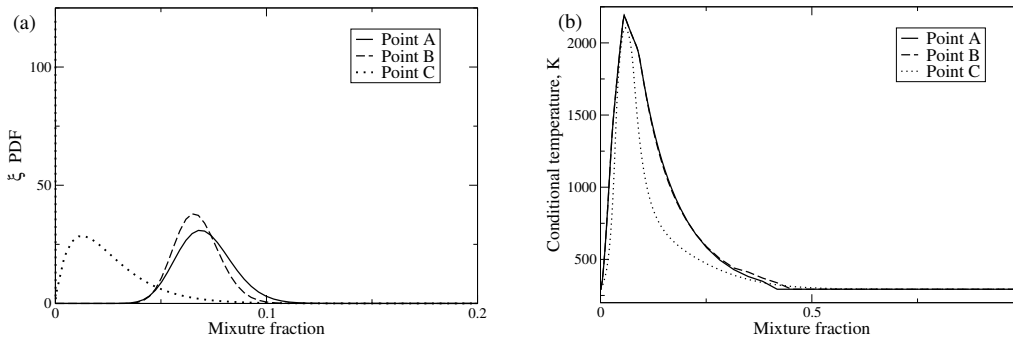 (a)
Point A
Point B
Point C
100
50
0
ξ PDF
0
0.1
0.2
Mixutre fraction
(b)
Point A
Point B
Point C
2000
1500
1000
500
Conditional temperature, K
0
0.5
Mixture fraction